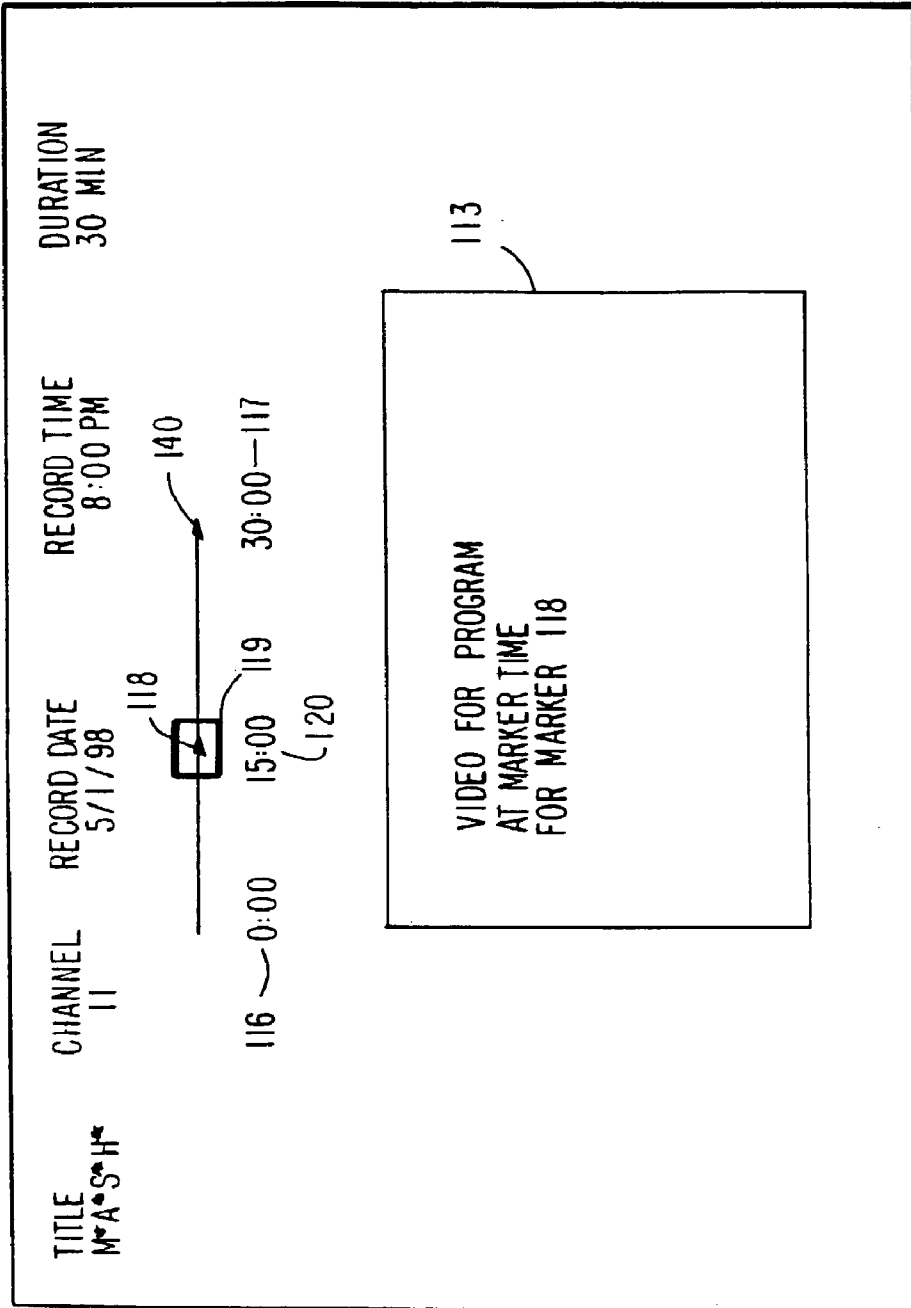 TITLE CHANNEL RECORD DATE RECORD TIME DURATION
M*A*S*H* 11 5/1/98 8:00 PM 30 MIN
118 140
119
116 0:00 15:00 30:00 117
120
113
VIDEO FOR PROGRAM
AT MARKER TIME
FOR MARKER 118